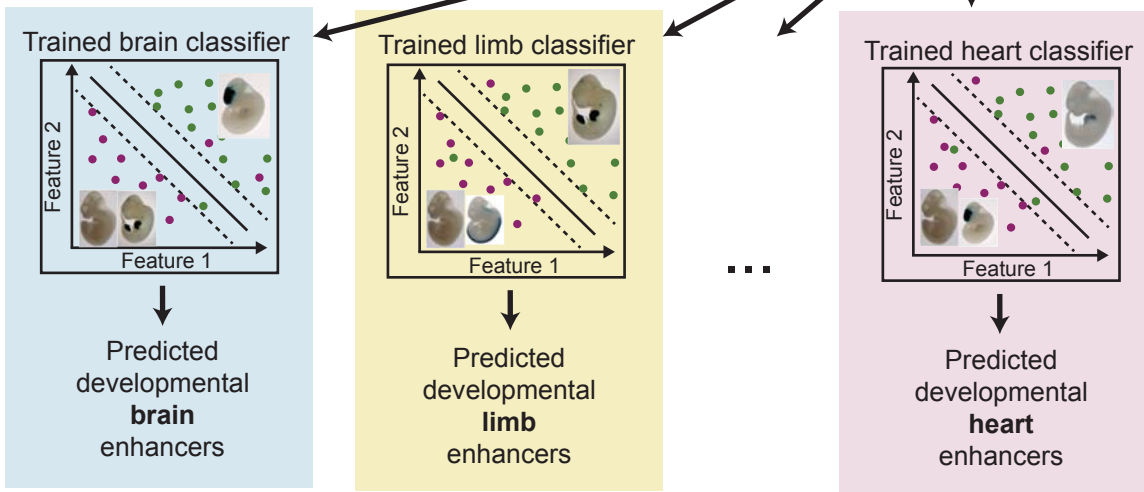 Trained brain classifier
Feature 2
Feature 1
Predicted
developmental
brain
enhancers
Trained limb classifier
Feature 2
Feature 1
Predicted
developmental
limb
enhancers
...
Trained heart classifier
Feature 2
Feature 1
Predicted
developmental
heart
enhancers